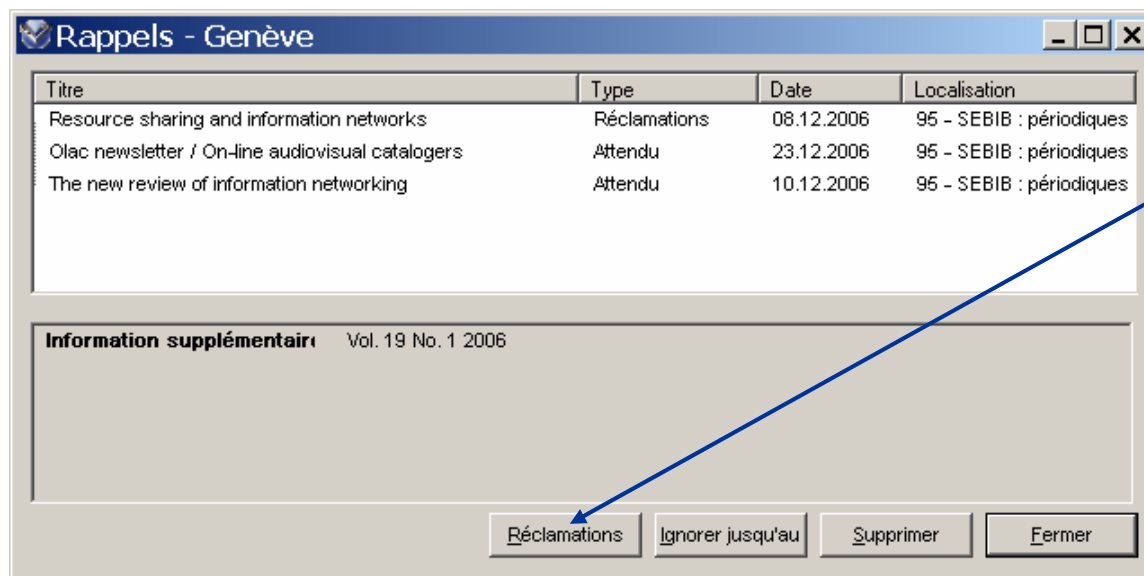 Rappels - Genève
Titre Type Date Localisation
Resource sharing and information networks Réclamations 08.12.2006 95 - SEBIB : périodiques
Olac newsletter / On-line audiovisual catalogers Attendu 23.12.2006 95 - SEBIB : périodiques
The new review of information networking Attendu 10.12.2006 95 - SEBIB : périodiques
Information supplémentaire Vol. 19 No. 1 2006
Réclamations Ignorer jusqu'au Supprimer Fermer